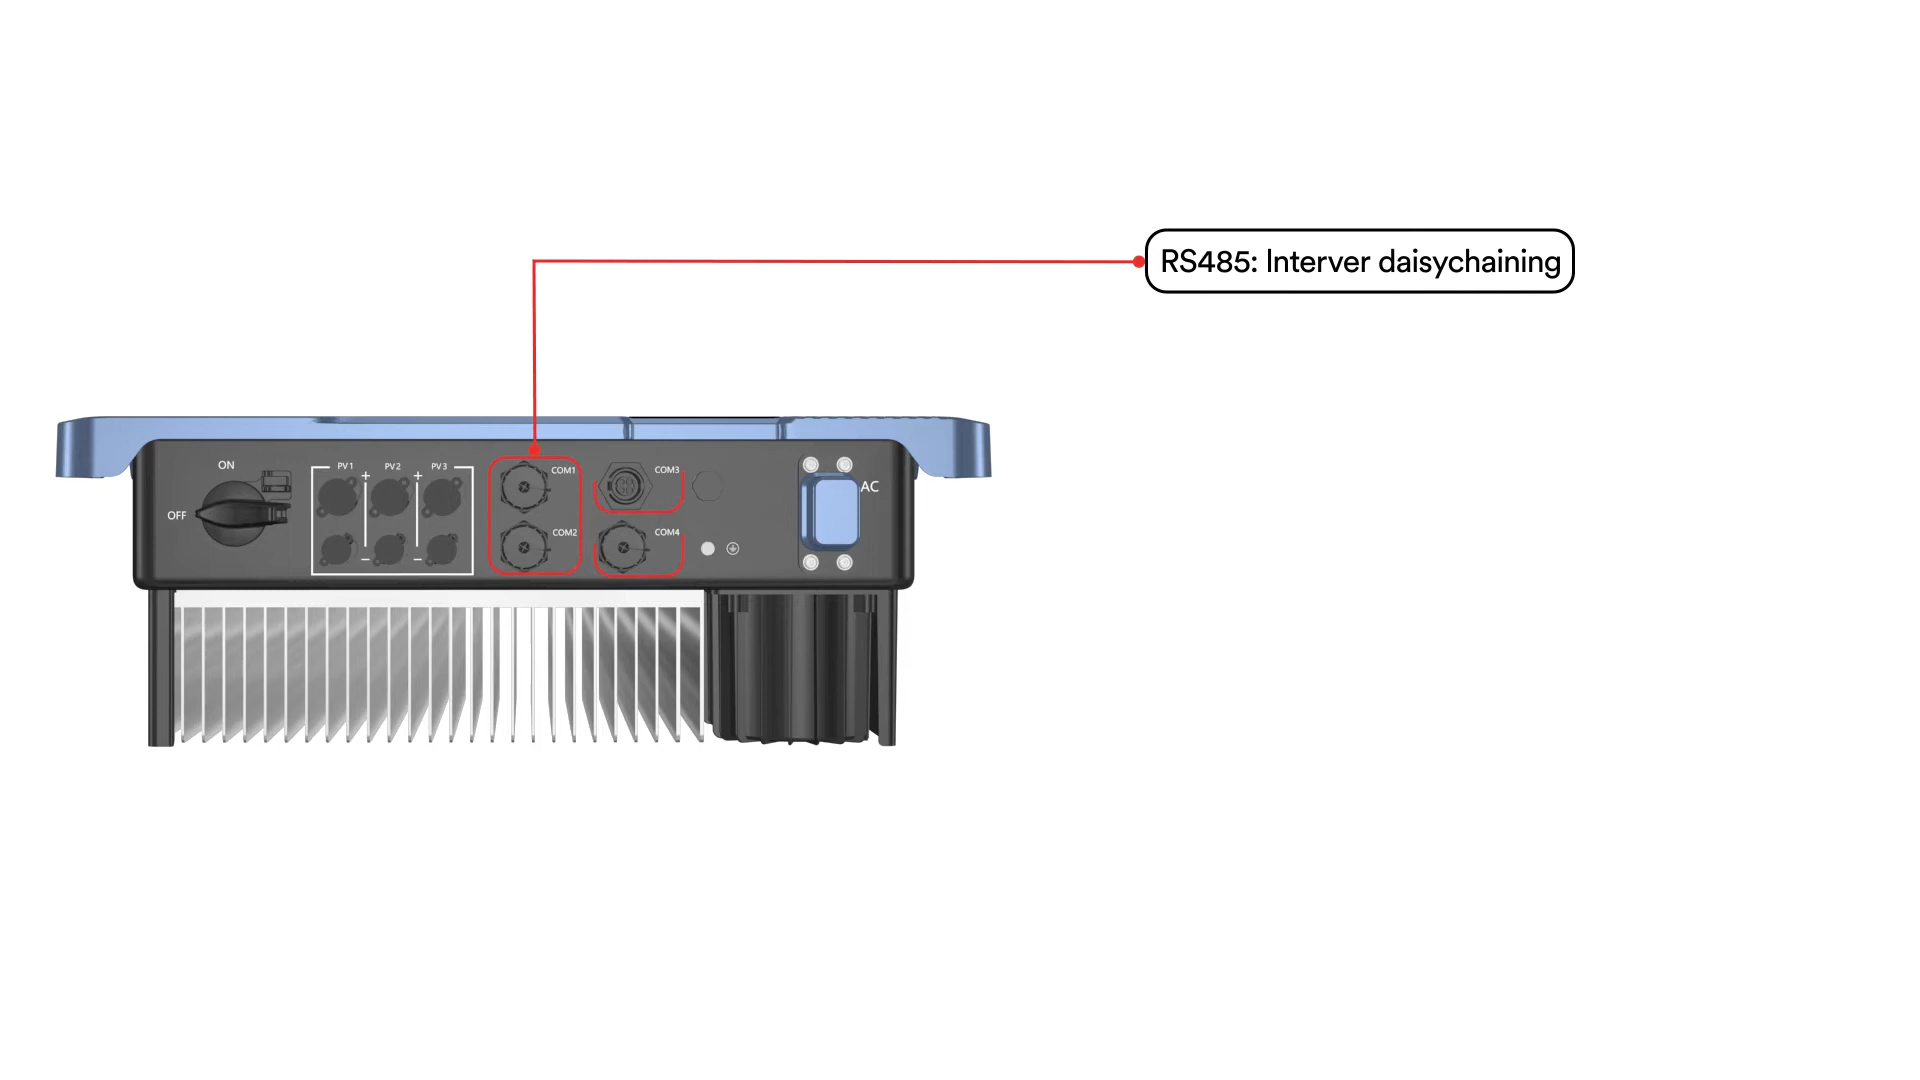 RS485: Interver daisychaining
ON
OFF
PV1 PV2 PV3
+ +
− −
COM1
COM2
COM3
COM4
AC